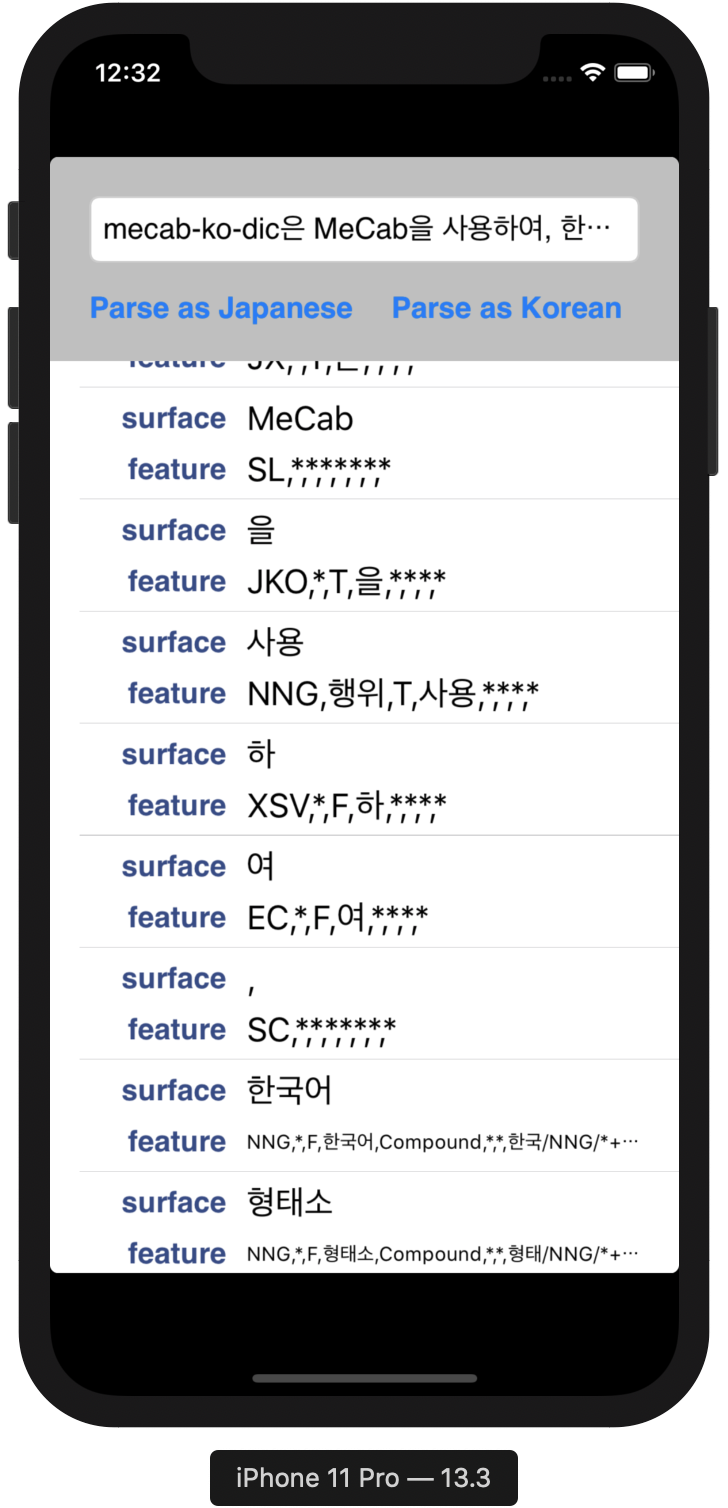 12:32
mecab-ko-dic은 MeCab을 사용하여, 한…
Parse as Japanese Parse as Korean
feature
surface MeCab
feature SL,*,*,*,*,*,*,*
surface 을
feature JKO,*,T,을,*,*,*,*
surface 사용
feature NNG,행위,T,사용,*,*,*,*
surface 하
feature XSV,*,F,하,*,*,*,*
surface 여
feature EC,*,F,여,*,*,*,*
surface ,
feature SC,*,*,*,*,*,*,*
surface 한국어
feature NNG,*,F,한국어,Compound,*,*,한국/NNG/*+…
surface 형태소
feature NNG,*,F,형태소,Compound,*,*,형태/NNG/*+…
iPhone 11 Pro — 13.3